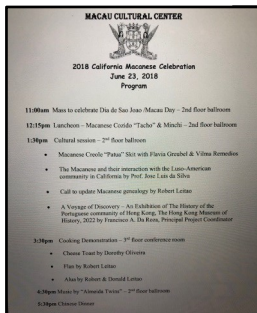 MACAU CULTURAL CENTER
2018 California Macanese Celebration
June 23, 2018
Program
11:00am Mass to celebrate Dia de Sao Joao /Macau Day – 2nd floor ballroom
12:15pm Luncheon – Macanese Cozido "Tacho" & Minchi – 2nd floor ballroom
1:30pm Cultural session – 2nd floor ballroom
• Macanese Creole "Patua" Skit with Flavia Greubel & Vilma Remedios
• The Macanese and their interaction with the Luso-American
community in California by Prof. Jose Luis da Silva
• Call to update Macanese genealogy by Robert Leitao
• A Voyage of Discovery – An Exhibition of The History of the
Portuguese community of Hong Kong, The Hong Kong Museum of
History, 2022 by Francisco A. Da Roza, Principal Project Coordinator
3:30pm Cooking Demonstration – 3rd floor conference room
• Cheese Toast by Dorothy Oliveira
• Flan by Robert Leitao
• Alua by Robert & Donald Leitao
4:30pm Music by "Almeida Twins" – 2nd floor ballroom
5:30pm Chinese Dinner